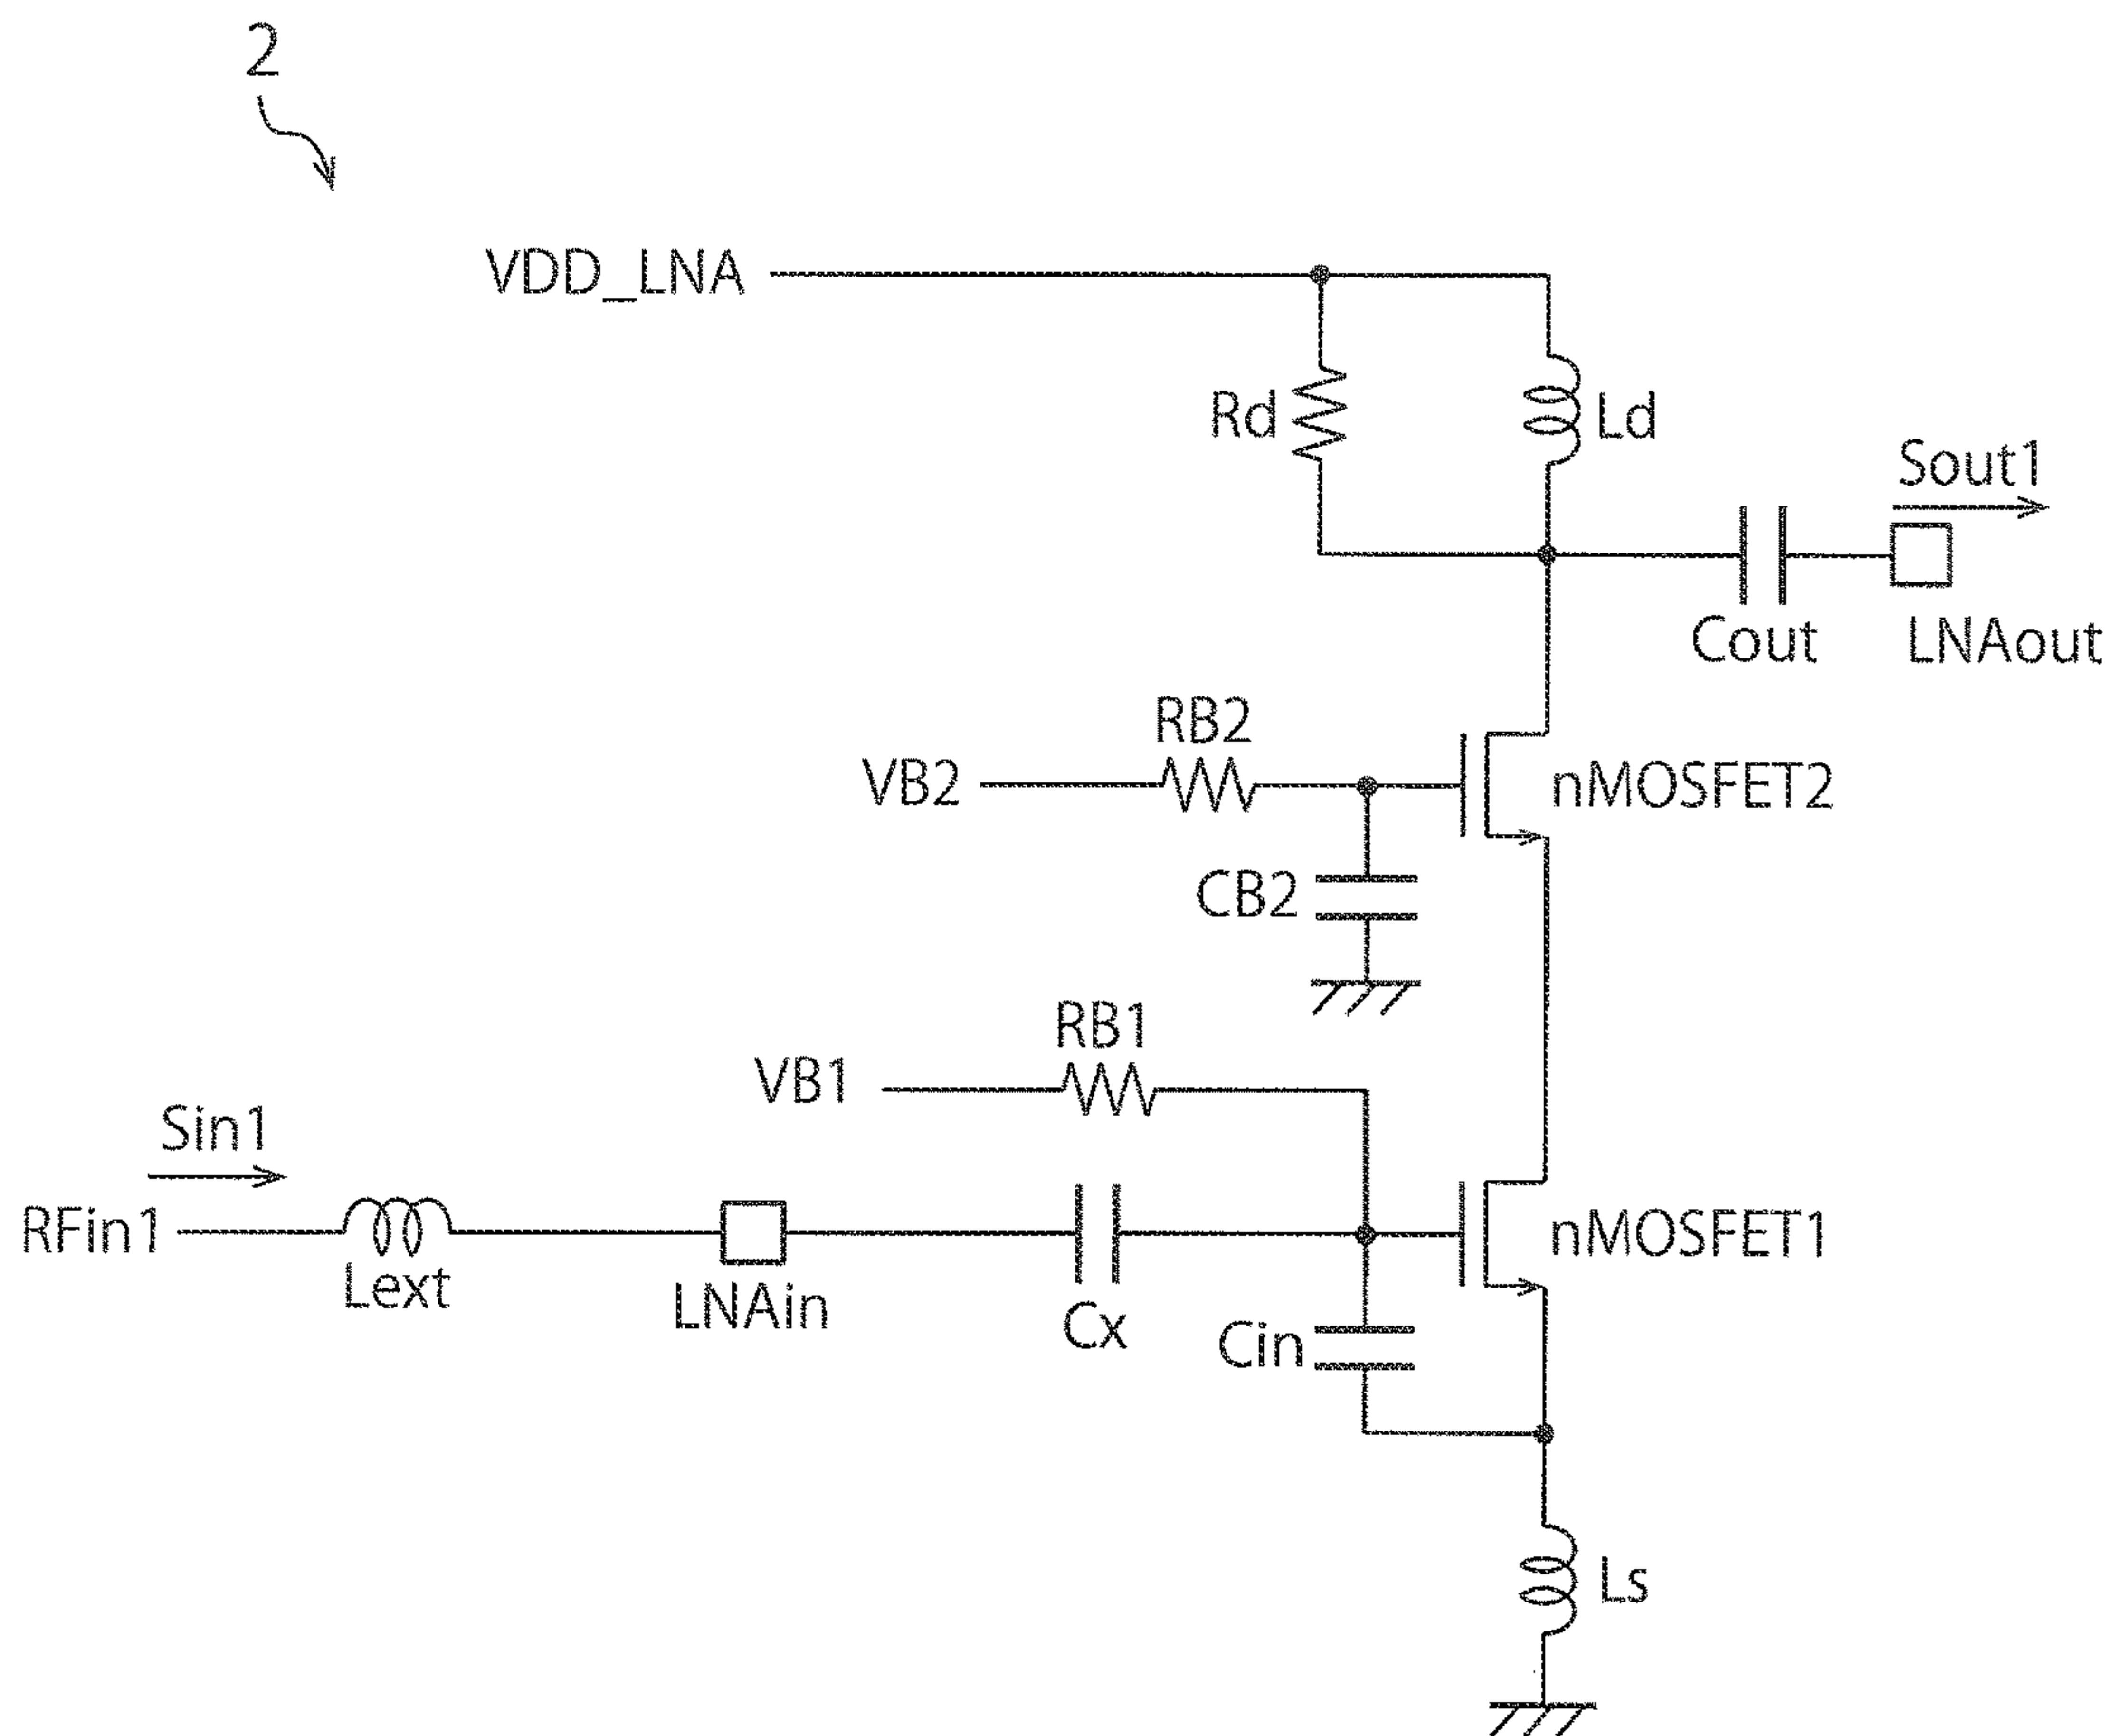 2
VDD_LNA
Rd
Ld
Sout1
Cout
LNAout
RB2
VB2
nMOSFET2
CB2
RB1
VB1
Sin1
RFin1
Lext
LNAin
Cx
Cin
nMOSFET1
Ls